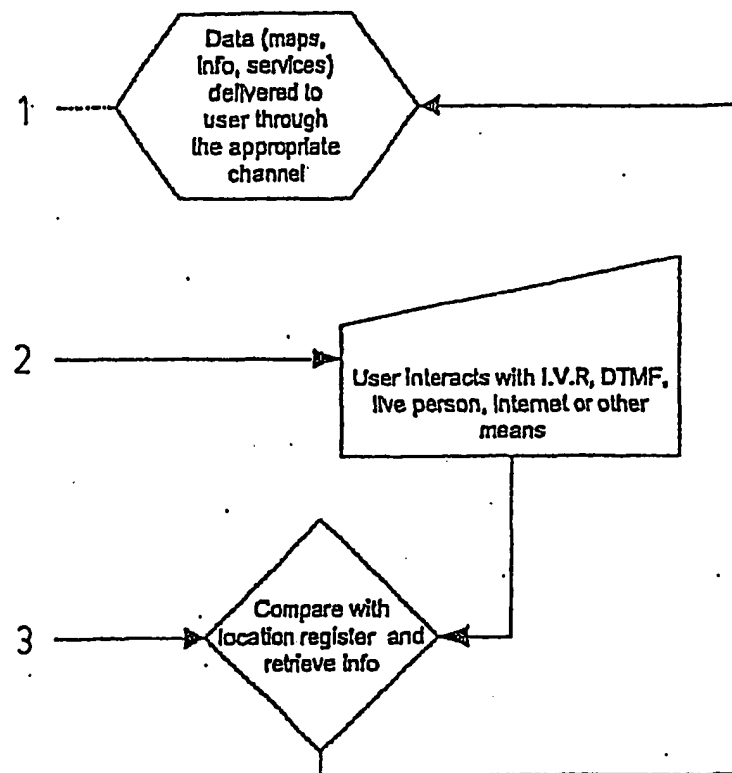 Data (maps,
info, services)
delivered to
user through
the appropriate
channel
1
2
User interacts with I.V.R, DTMF,
live person, Internet or other
means
3
Compare with
location register and
retrieve info